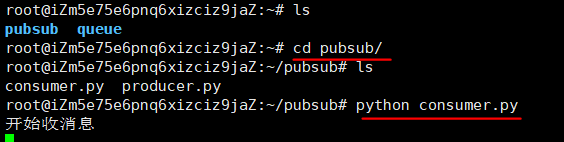 root@iZm5e75e6pnq6xizciz9jaZ:~# ls
pubsub  queue
root@iZm5e75e6pnq6xizciz9jaZ:~# cd pubsub/
root@iZm5e75e6pnq6xizciz9jaZ:~/pubsub# ls
consumer.py  producer.py
root@iZm5e75e6pnq6xizciz9jaZ:~/pubsub# python consumer.py
开始收消息